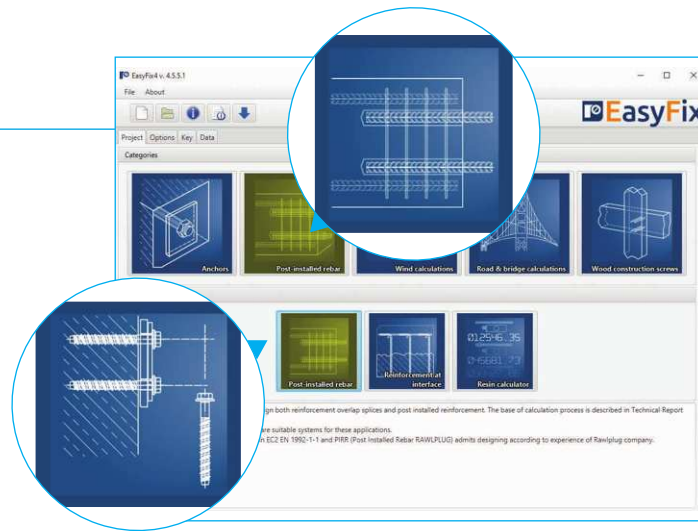 EasyFix4 v. 4.5.5.1
File About
EasyFix
Project Options Key Data
Categories
Anchors
Post-installed rebar
Wind calculations
Road & bridge calculations
Wood construction screws
012546.35
045681.73
Post-installed rebar
Reinforcement at
interface
Resin calculator
gn both reinforcement overlap splices and post installed reinforcement. The base of calculation process is described in Technical Report
are suitable systems for these applications.
n EC2 EN 1992-1-1 and PIRR (Post Installed Rebar RAWLPLUG) admits designing according to experience of Rawlplug company.